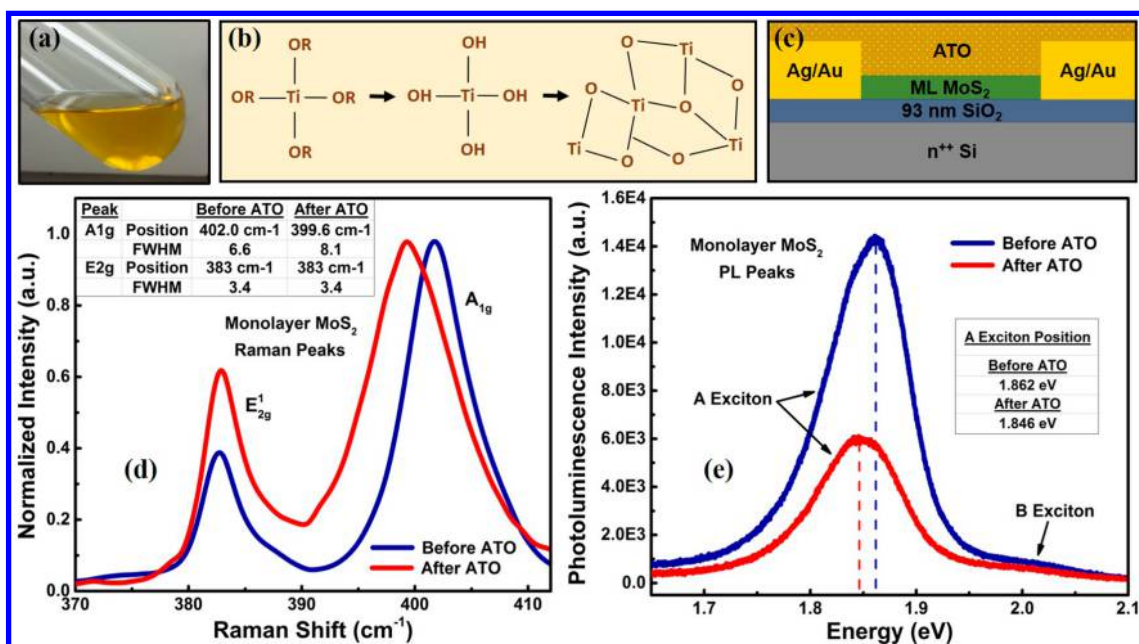 (a)
(b)
OR
OR—Ti—OR
OR
OH
OH—Ti—OH
OH
O Ti
O O
Ti O
Ti O O Ti
(c)
ATO
Ag/Au Ag/Au
ML MoS₂
93 nm SiO₂
n⁺⁺ Si
Peak Before ATO After ATO
A1g Position 402.0 cm-1 399.6 cm-1
FWHM 6.6 8.1
E2g Position 383 cm-1 383 cm-1
FWHM 3.4 3.4
Monolayer MoS₂
Raman Peaks
A₁g
E¹₂g
(d)
Before ATO
After ATO
Normalized Intensity (a.u.)
1.0
0.8
0.6
0.4
0.2
0.0
370 380 390 400 410
Raman Shift (cm⁻¹)
Monolayer MoS₂
PL Peaks
Before ATO
After ATO
A Exciton Position
Before ATO
1.862 eV
After ATO
1.846 eV
A Exciton
(e)
B Exciton
Photoluminescence Intensity (a.u.)
1.6E4
1.4E4
1.2E4
1.0E4
8.0E3
6.0E3
4.0E3
2.0E3
0.0
1.7 1.8 1.9 2.0 2.1
Energy (eV)